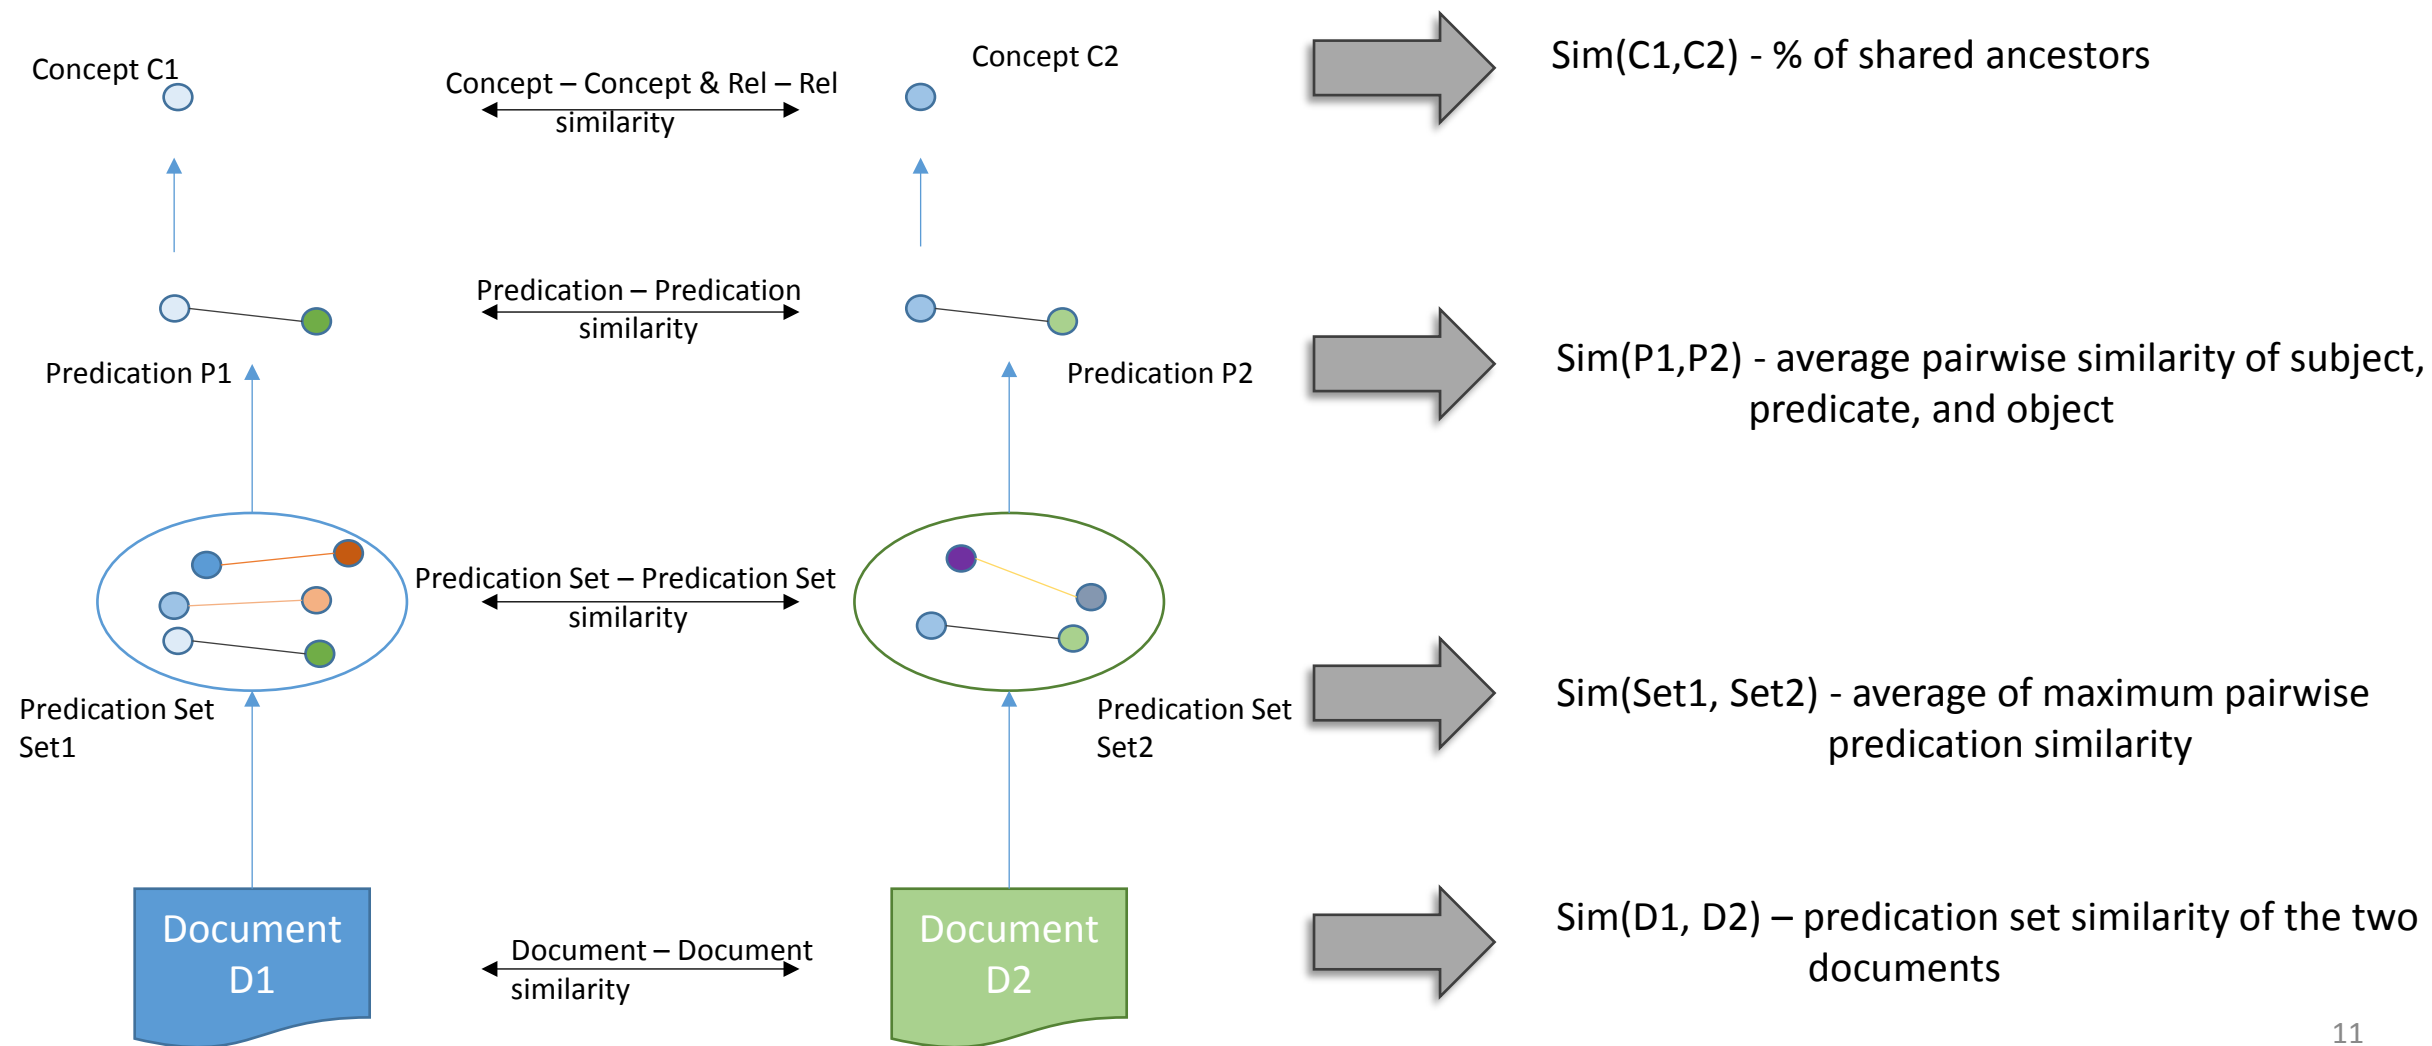 Concept C1
Concept – Concept & Rel – Rel
similarity
Concept C2
Sim(C1,C2) - % of shared ancestors
Predication – Predication
similarity
Predication P1
Predication P2
Sim(P1,P2) - average pairwise similarity of subject,
predicate, and object
Predication Set – Predication Set
similarity
Predication Set
Set1
Predication Set
Set2
Sim(Set1, Set2) - average of maximum pairwise
predication similarity
Document
D1
Document – Document
similarity
Document
D2
Sim(D1, D2) – predication set similarity of the two
documents
11